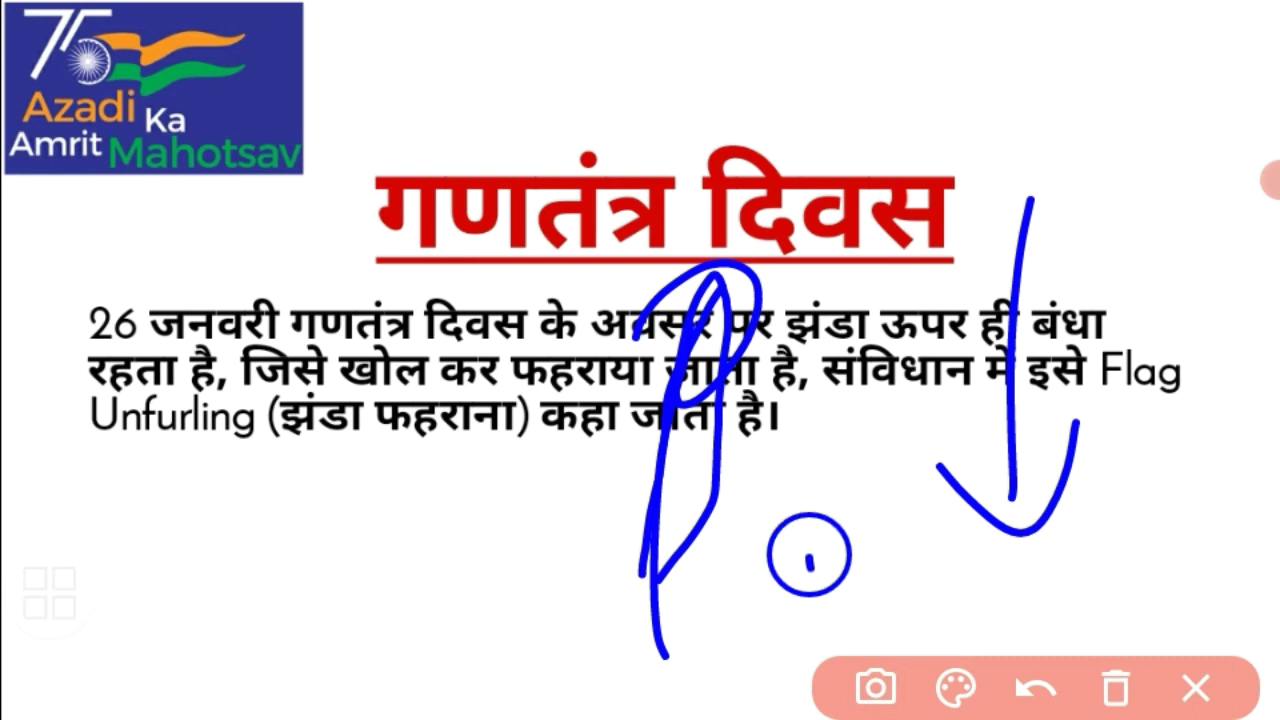 75
Azadi Ka
Amrit Mahotsav
गणतंत्र दिवस
26 जनवरी गणतंत्र दिवस के अवसर पर झंडा ऊपर ही बंधा
रहता है, जिसे खोल कर फहराया जाता है, संविधान में इसे Flag
Unfurling (झंडा फहराना) कहा जाता है।